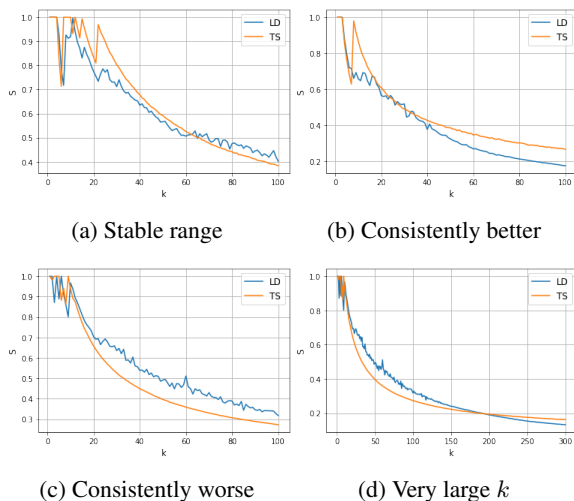 1.0
0.9
0.8
0.7
0.6
0.5
0.4
S
0 20 40 60 80 100
k
LD
TS
(a) Stable range
1.0
0.8
0.6
0.4
0.2
S
0 20 40 60 80 100
k
LD
TS
(b) Consistently better
1.0
0.9
0.8
0.7
0.6
0.5
0.4
0.3
S
0 20 40 60 80 100
k
LD
TS
(c) Consistently worse
1.0
0.8
0.6
0.4
0.2
S
0 50 100 150 200 250 300
k
LD
TS
(d) Very large k